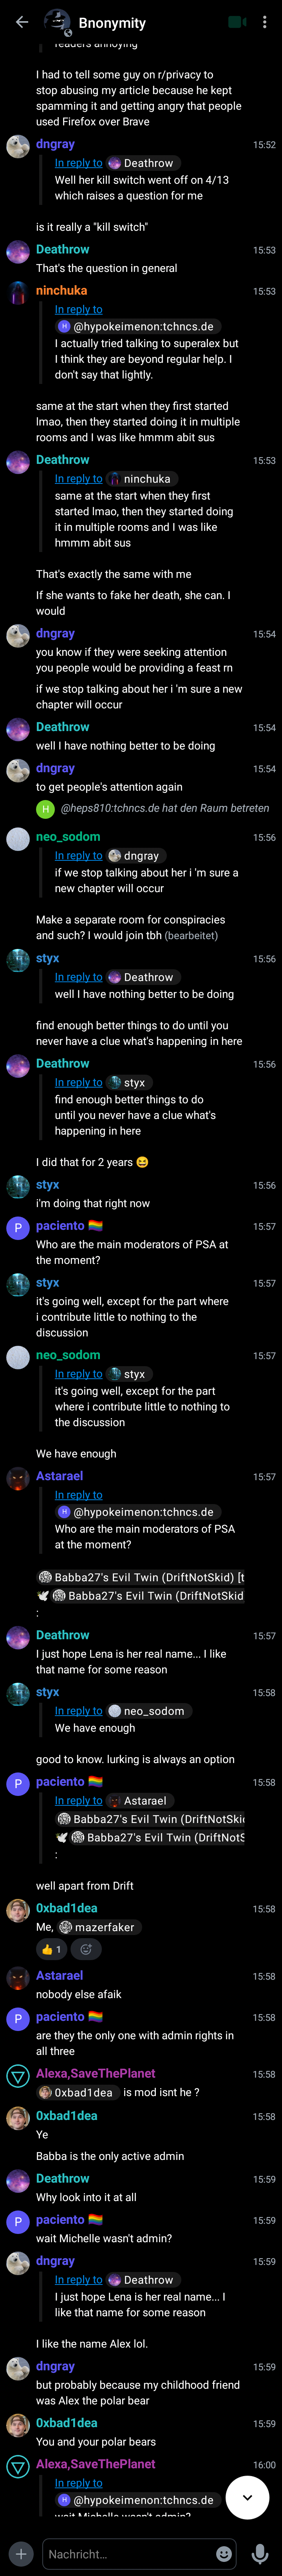 Bnonymity
readers annoying
I had to tell some guy on r/privacy to
stop abusing my article because he kept
spamming it and getting angry that people
used Firefox over Brave
dngray 15:52
In reply to Deathrow
Well her kill switch went off on 4/13
which raises a question for me
is it really a "kill switch"
Deathrow 15:53
That's the question in general
ninchuka 15:53
In reply to
H @hypokeimenon:tchncs.de
I actually tried talking to superalex but
I think they are beyond regular help. I
don't say that lightly.
same at the start when they first started
lmao, then they started doing it in multiple
rooms and I was like hmmm abit sus
Deathrow 15:53
In reply to ninchuka
same at the start when they first
started lmao, then they started doing
it in multiple rooms and I was like
hmmm abit sus
That's exactly the same with me
If she wants to fake her death, she can. I
would
dngray 15:54
you know if they were seeking attention
you people would be providing a feast rn
if we stop talking about her i 'm sure a new
chapter will occur
Deathrow 15:54
well I have nothing better to be doing
dngray 15:54
to get people's attention again
H @heps810:tchncs.de hat den Raum betreten
neo_sodom 15:56
In reply to dngray
if we stop talking about her i 'm sure a
new chapter will occur
Make a separate room for conspiracies
and such? I would join tbh (bearbeitet)
styx 15:56
In reply to Deathrow
well I have nothing better to be doing
find enough better things to do until you
never have a clue what's happening in here
Deathrow 15:56
In reply to styx
find enough better things to do
until you never have a clue what's
happening in here
I did that for 2 years 😆
styx 15:56
i'm doing that right now
P paciento 🏳️‍🌈 15:57
Who are the main moderators of PSA at
the moment?
styx 15:57
it's going well, except for the part where
i contribute little to nothing to the
discussion
neo_sodom 15:57
In reply to styx
it's going well, except for the part
where i contribute little to nothing to
the discussion
We have enough
Astarael 15:57
In reply to
H @hypokeimenon:tchncs.de
Who are the main moderators of PSA
at the moment?
Babba27's Evil Twin (DriftNotSkid) [t
🕊 Babba27's Evil Twin (DriftNotSkid
:
Deathrow 15:57
I just hope Lena is her real name... I like
that name for some reason
styx 15:58
In reply to neo_sodom
We have enough
good to know. lurking is always an option
P paciento 🏳️‍🌈 15:58
In reply to Astarael
Babba27's Evil Twin (DriftNotSki
🕊 Babba27's Evil Twin (DriftNotS
:
well apart from Drift
0xbad1dea 15:58
Me, mazerfaker
👍 1
Astarael 15:58
nobody else afaik
P paciento 🏳️‍🌈 15:58
are they the only one with admin rights in
all three
Alexa,SaveThePlanet 15:58
0xbad1dea is mod isnt he ?
0xbad1dea 15:58
Ye
Babba is the only active admin
Deathrow 15:59
Why look into it at all
P paciento 🏳️‍🌈 15:59
wait Michelle wasn't admin?
dngray 15:59
In reply to Deathrow
I just hope Lena is her real name... I
like that name for some reason
I like the name Alex lol.
dngray 15:59
but probably because my childhood friend
was Alex the polar bear
0xbad1dea 15:59
You and your polar bears
Alexa,SaveThePlanet 16:00
In reply to
H @hypokeimenon:tchncs.de
wait Michelle wasn't admin?
Nachricht…